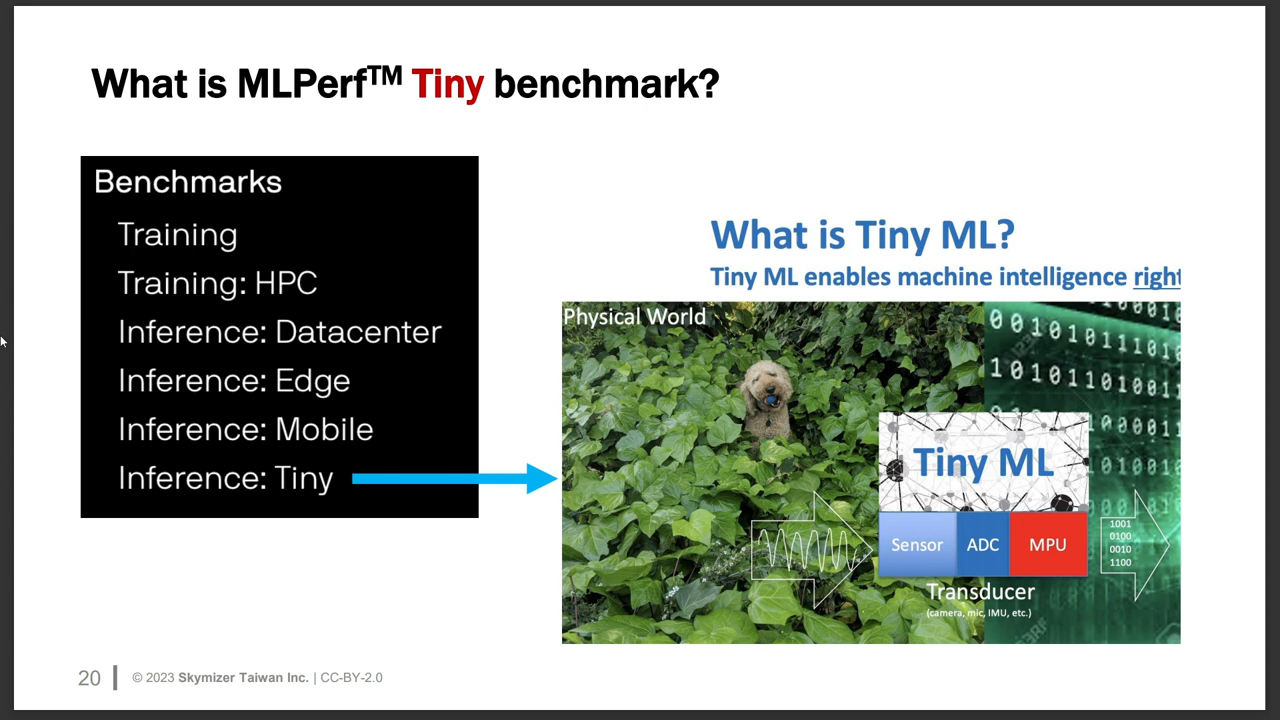 What is MLPerf™ Tiny benchmark?
Benchmarks
Training
Training: HPC
Inference: Datacenter
Inference: Edge
Inference: Mobile
Inference: Tiny
What is Tiny ML?
Tiny ML enables machine intelligence right
Physical World
Tiny ML
Sensor ADC MPU
1001
0100
0010
1100
Transducer
(camera, mic, IMU, etc.)
20 © 2023 Skymizer Taiwan Inc. | CC-BY-2.0